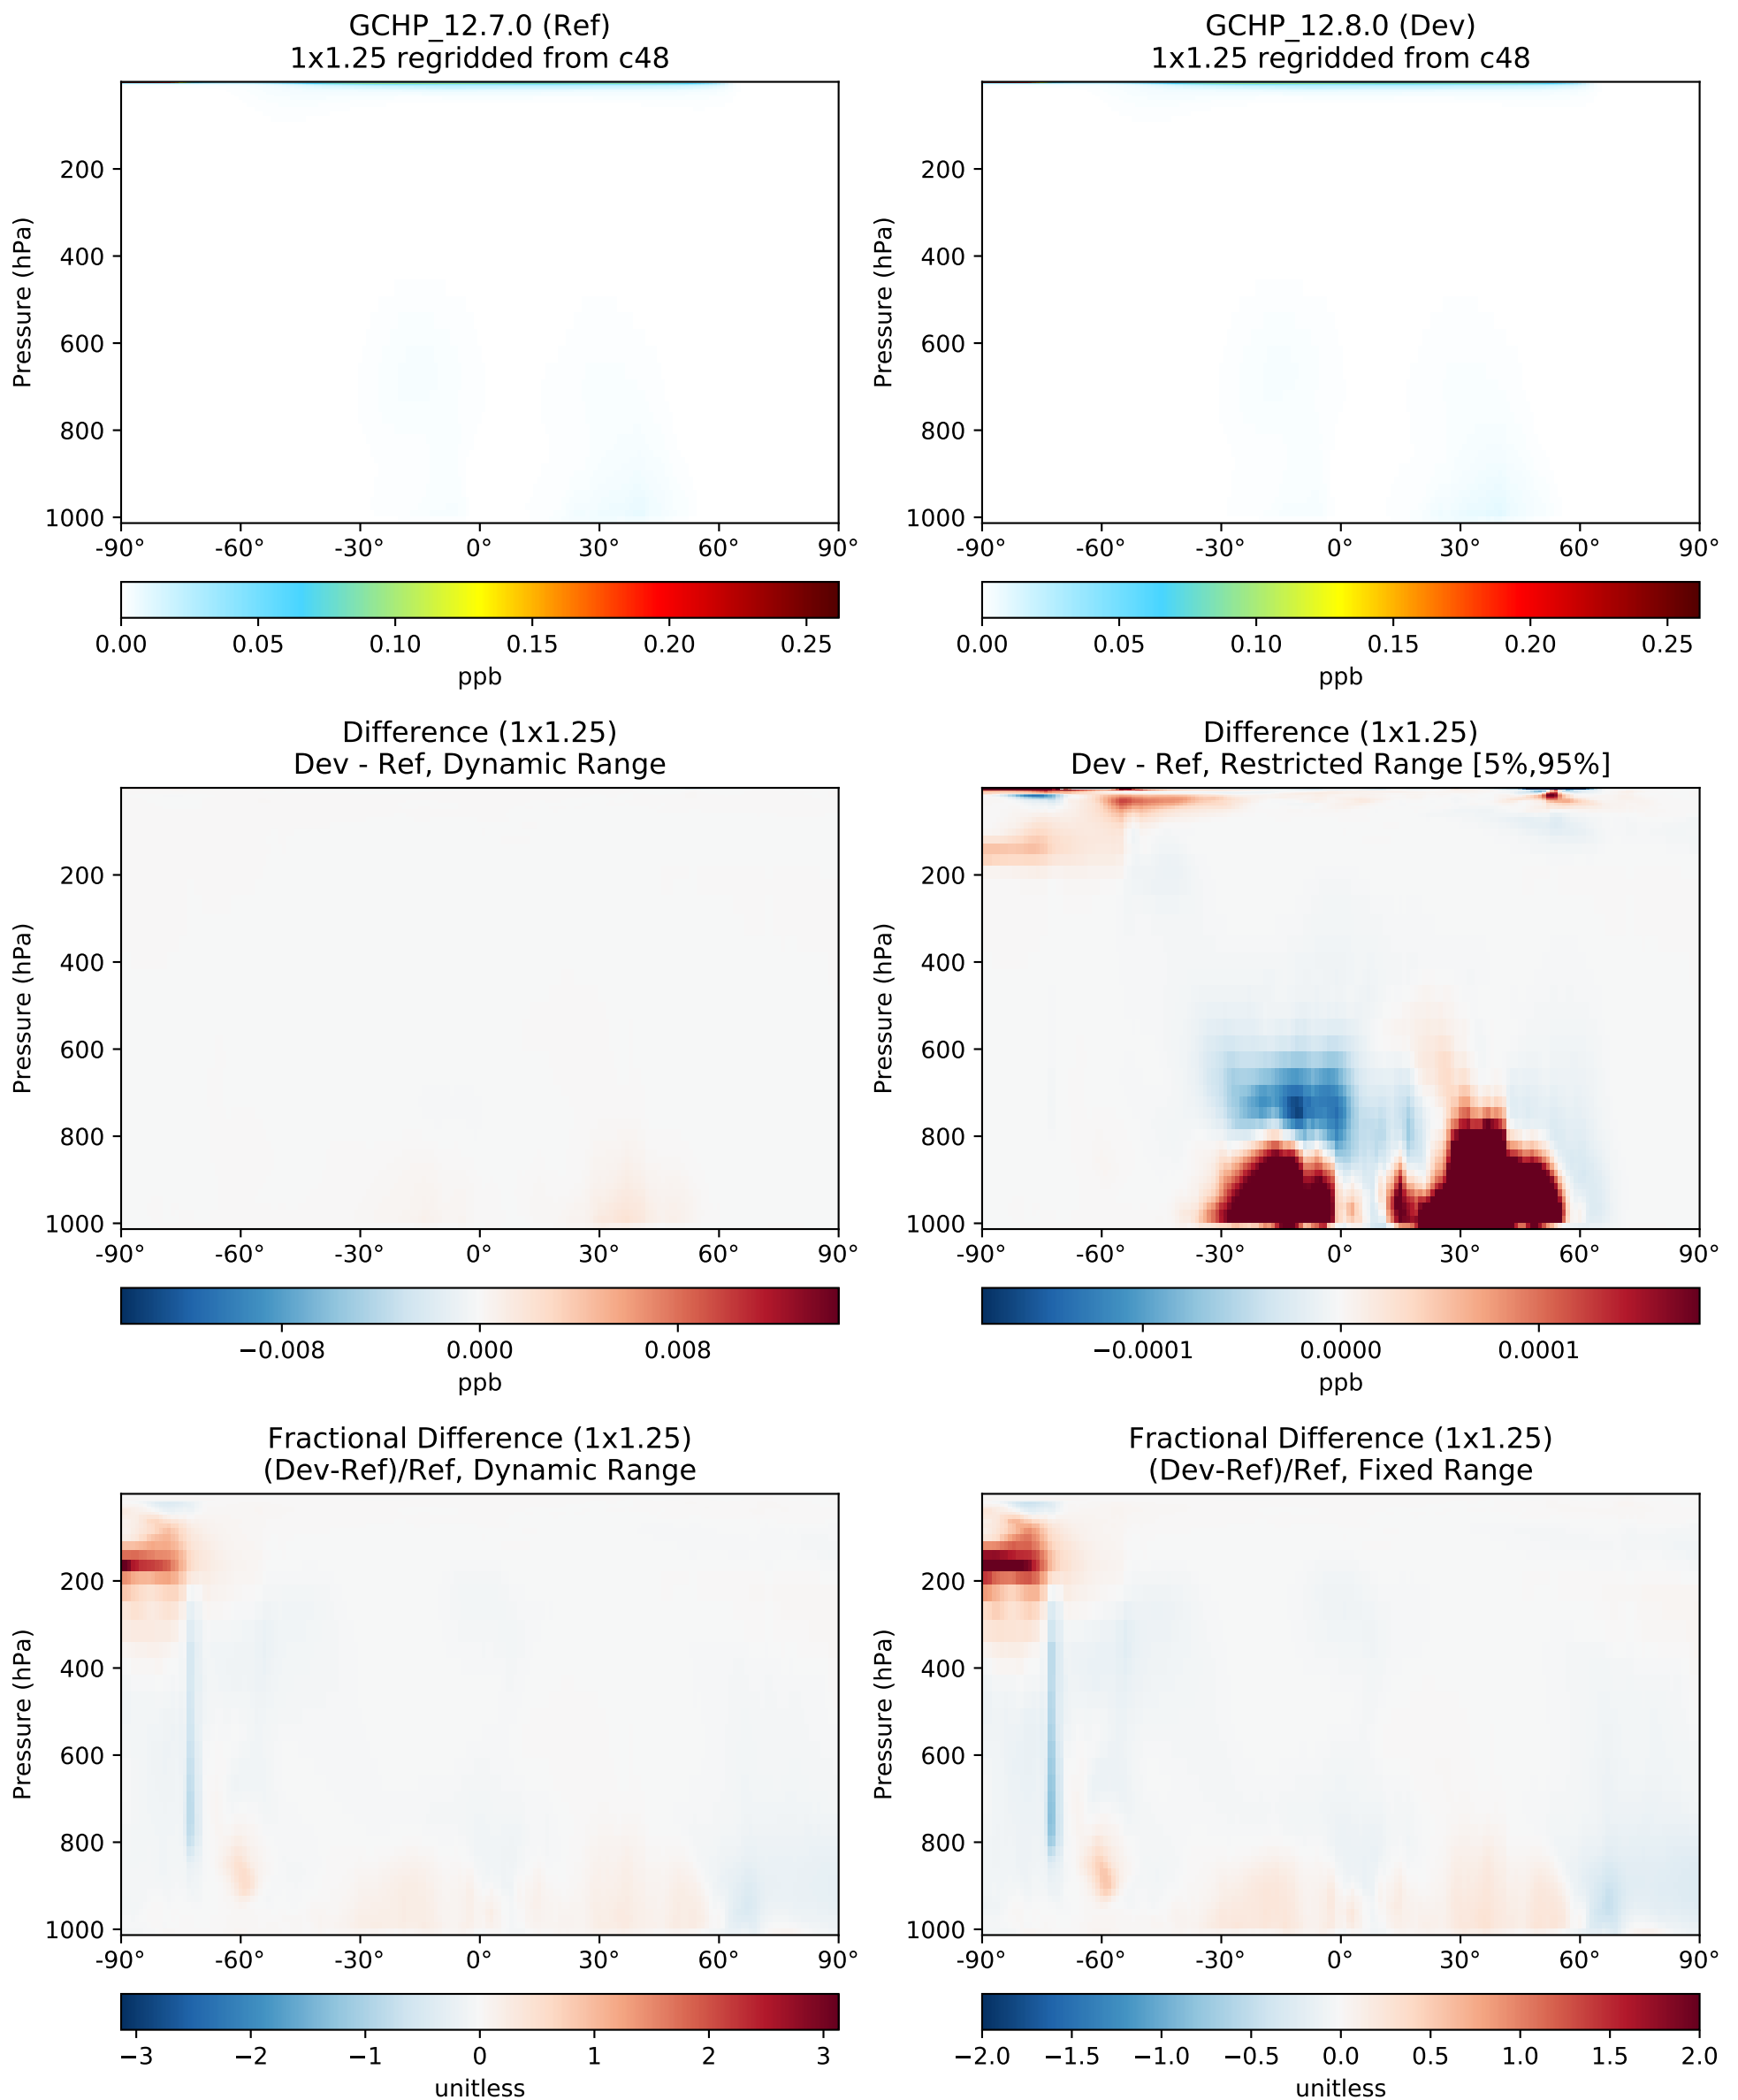 GCHP_12.7.0 (Ref)
1x1.25 regridded from c48
Pressure (hPa)
200
400
600
800
1000
-90° -60° -30° 0° 30° 60° 90°
0.00 0.05 0.10 0.15 0.20 0.25
ppb
GCHP_12.8.0 (Dev)
1x1.25 regridded from c48
Pressure (hPa)
200
400
600
800
1000
-90° -60° -30° 0° 30° 60° 90°
0.00 0.05 0.10 0.15 0.20 0.25
ppb
Difference (1x1.25)
Dev - Ref, Dynamic Range
Pressure (hPa)
200
400
600
800
1000
-90° -60° -30° 0° 30° 60° 90°
−0.008 0.000 0.008
ppb
Difference (1x1.25)
Dev - Ref, Restricted Range [5%,95%]
Pressure (hPa)
200
400
600
800
1000
-90° -60° -30° 0° 30° 60° 90°
−0.0001 0.0000 0.0001
ppb
Fractional Difference (1x1.25)
(Dev-Ref)/Ref, Dynamic Range
Pressure (hPa)
200
400
600
800
1000
-90° -60° -30° 0° 30° 60° 90°
−3 −2 −1 0 1 2 3
unitless
Fractional Difference (1x1.25)
(Dev-Ref)/Ref, Fixed Range
Pressure (hPa)
200
400
600
800
1000
-90° -60° -30° 0° 30° 60° 90°
−2.0 −1.5 −1.0 −0.5 0.0 0.5 1.0 1.5 2.0
unitless